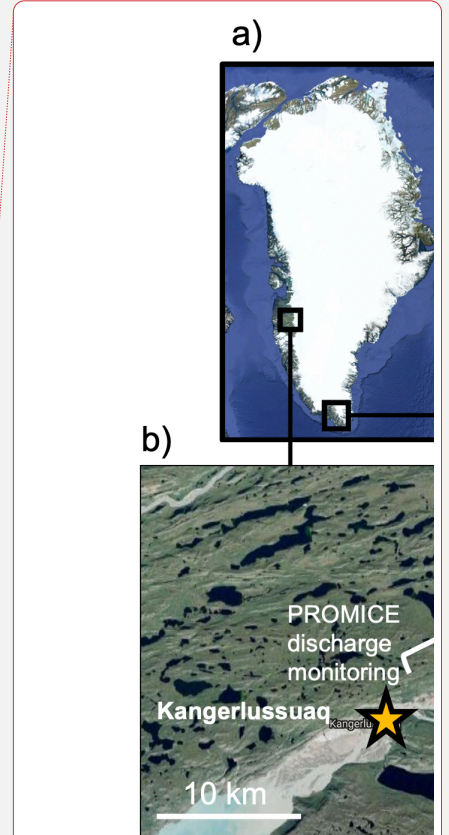 a)
b)
PROMICE
discharge
monitoring
Kangerlussuaq
10 km